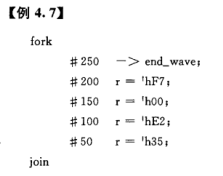 【例 4.7】
fork
#250 —> end_wave;
#200 r = 'hF7;
#150 r = 'h00;
#100 r = 'hE2;
#50 r = 'h35;
join